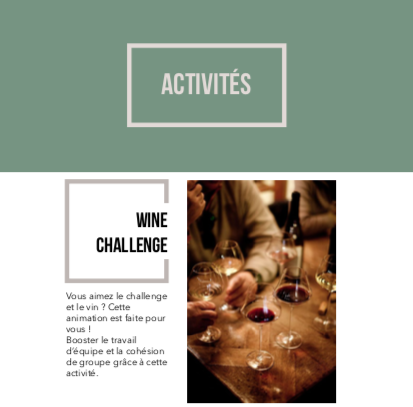 ACTIVITÉS
WINE
CHALLENGE
Vous aimez le challenge
et le vin ? Cette
animation est faite pour
vous !
Booster le travail
d'équipe et la cohésion
de groupe grâce à cette
activité.